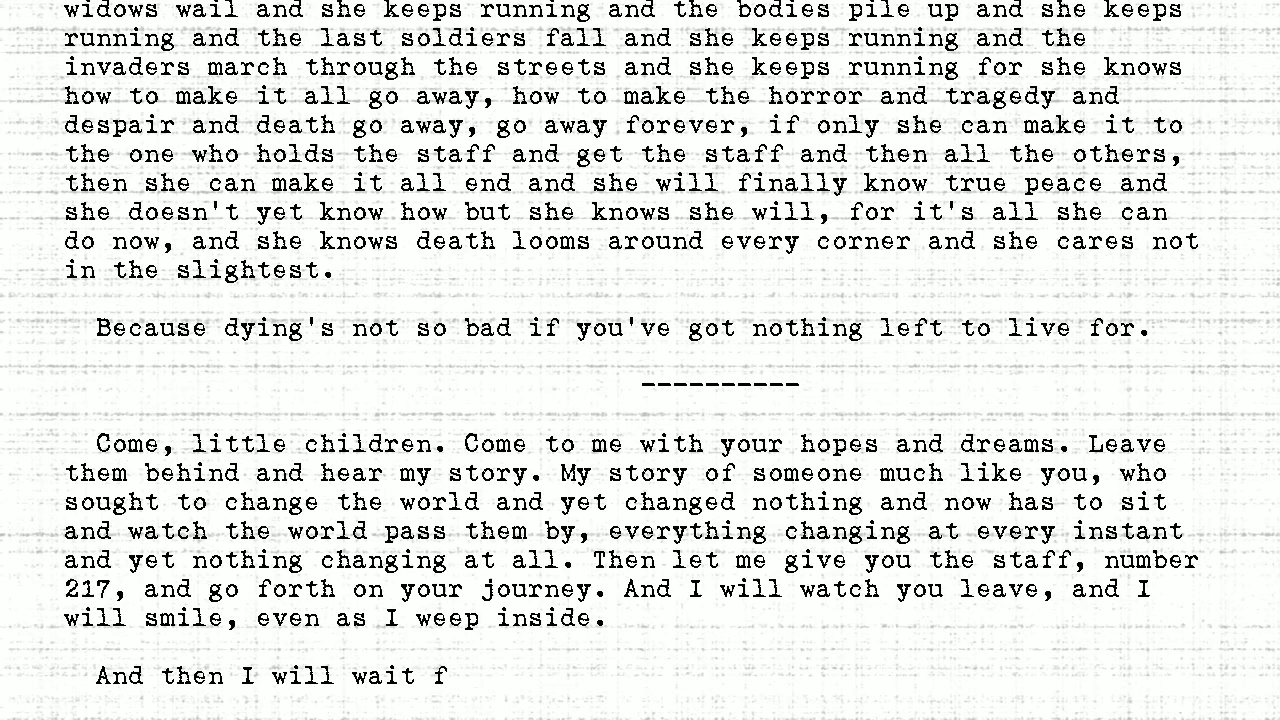 widows wail and she keeps running and the bodies pile up and she keeps
running and the last soldiers fall and she keeps running and the
invaders march through the streets and she keeps running for she knows
how to make it all go away, how to make the horror and tragedy and
despair and death go away, go away forever, if only she can make it to
the one who holds the staff and get the staff and then all the others,
then she can make it all end and she will finally know true peace and
she doesn't yet know how but she knows she will, for it's all she can
do now, and she knows death looms around every corner and she cares not
in the slightest.
Because dying's not so bad if you've got nothing left to live for.
----------
Come, little children. Come to me with your hopes and dreams. Leave
them behind and hear my story. My story of someone much like you, who
sought to change the world and yet changed nothing and now has to sit
and watch the world pass them by, everything changing at every instant
and yet nothing changing at all. Then let me give you the staff, number
217, and go forth on your journey. And I will watch you leave, and I
will smile, even as I weep inside.
And then I will wait f